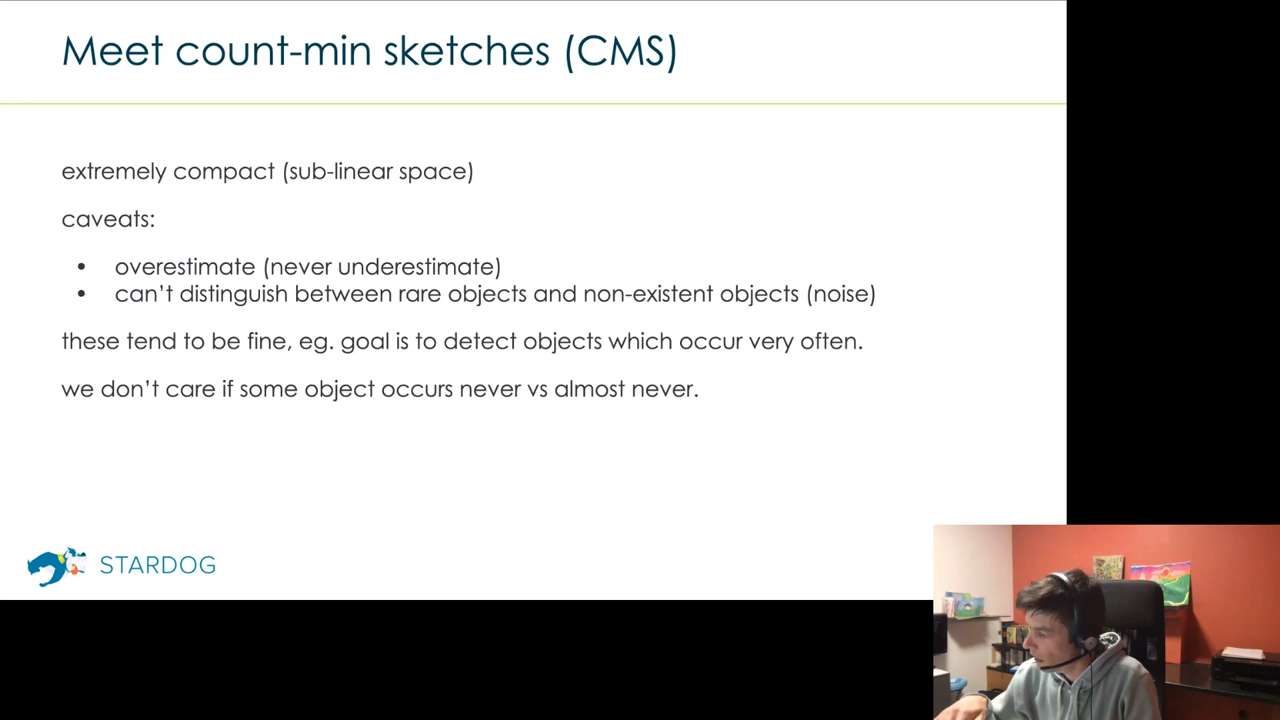 Meet count-min sketches (CMS)
extremely compact (sub-linear space)
caveats:
• overestimate (never underestimate)
• can't distinguish between rare objects and non-existent objects (noise)
these tend to be fine, eg. goal is to detect objects which occur very often.
we don't care if some object occurs never vs almost never.
STARDOG